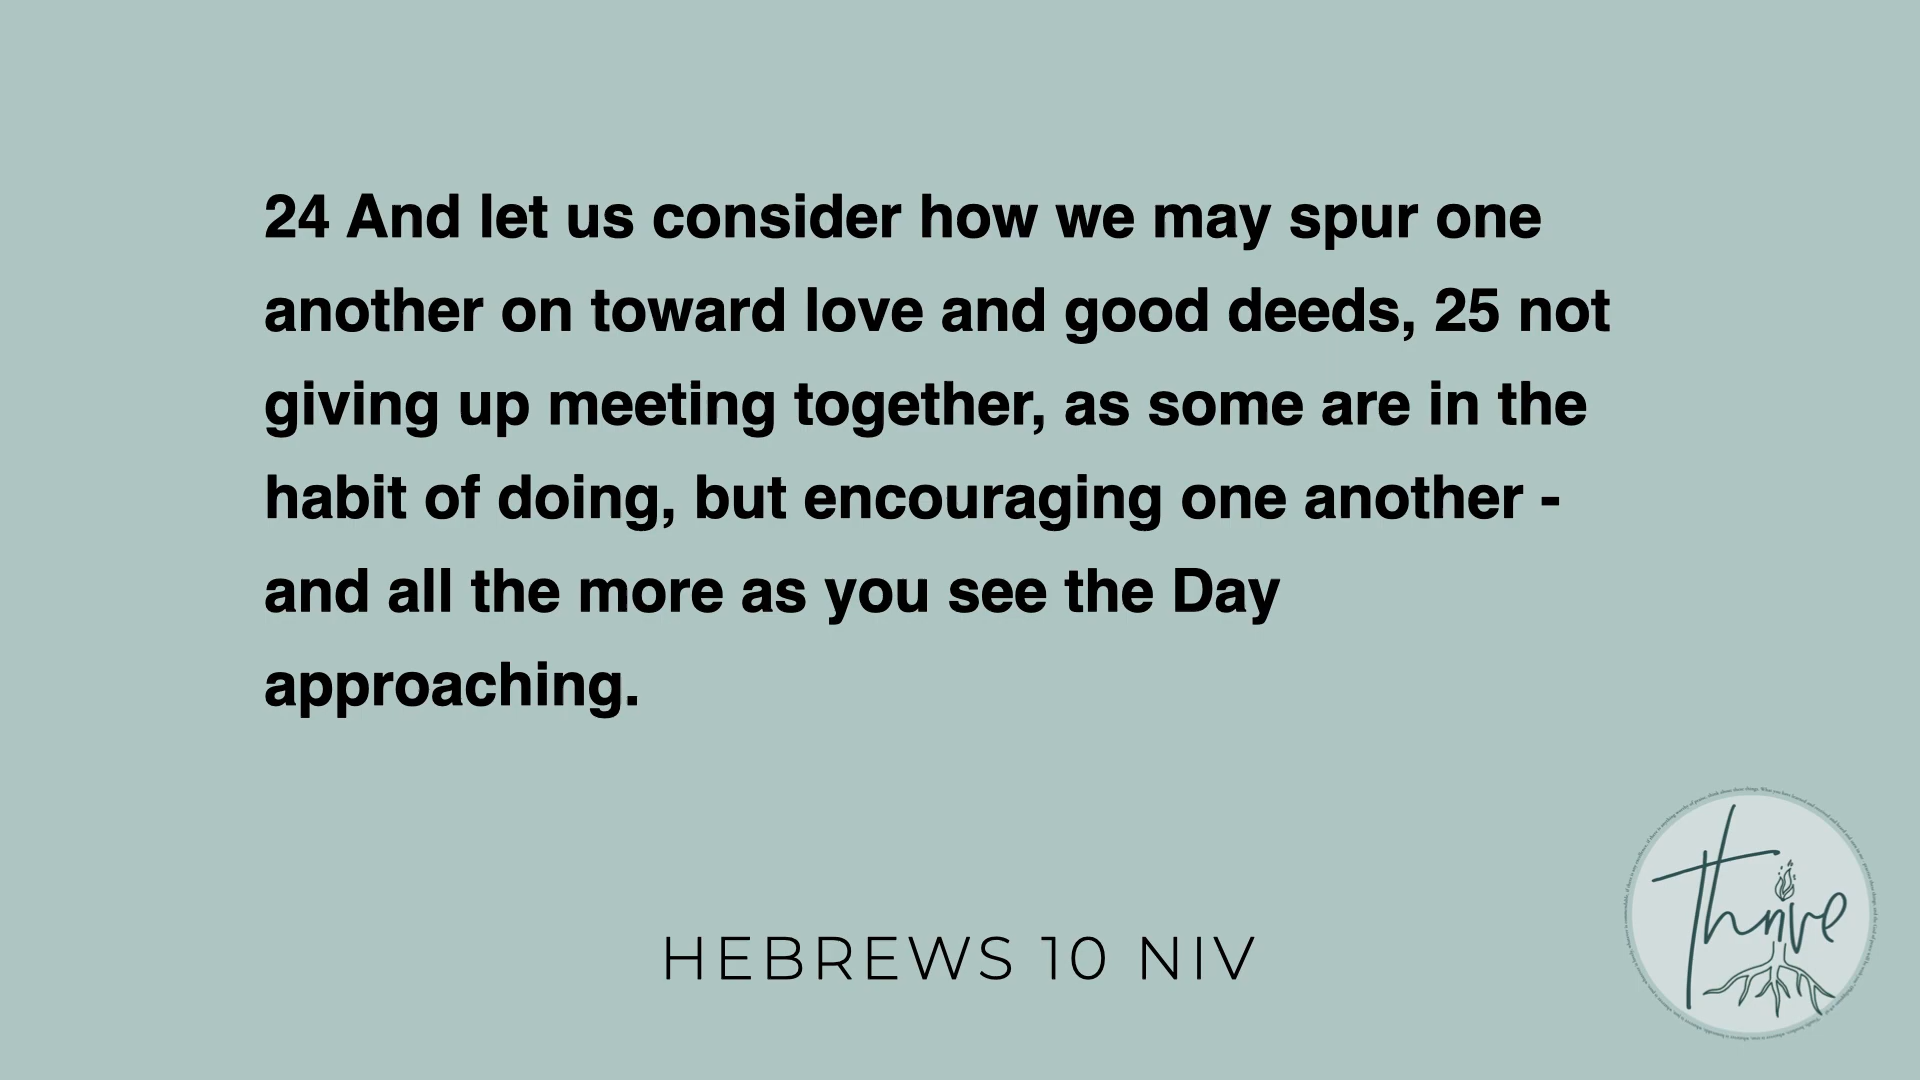 24 And let us consider how we may spur one
another on toward love and good deeds, 25 not
giving up meeting together, as some are in the
habit of doing, but encouraging one another -
and all the more as you see the Day
approaching.
HEBREWS 10 NIV
thrive